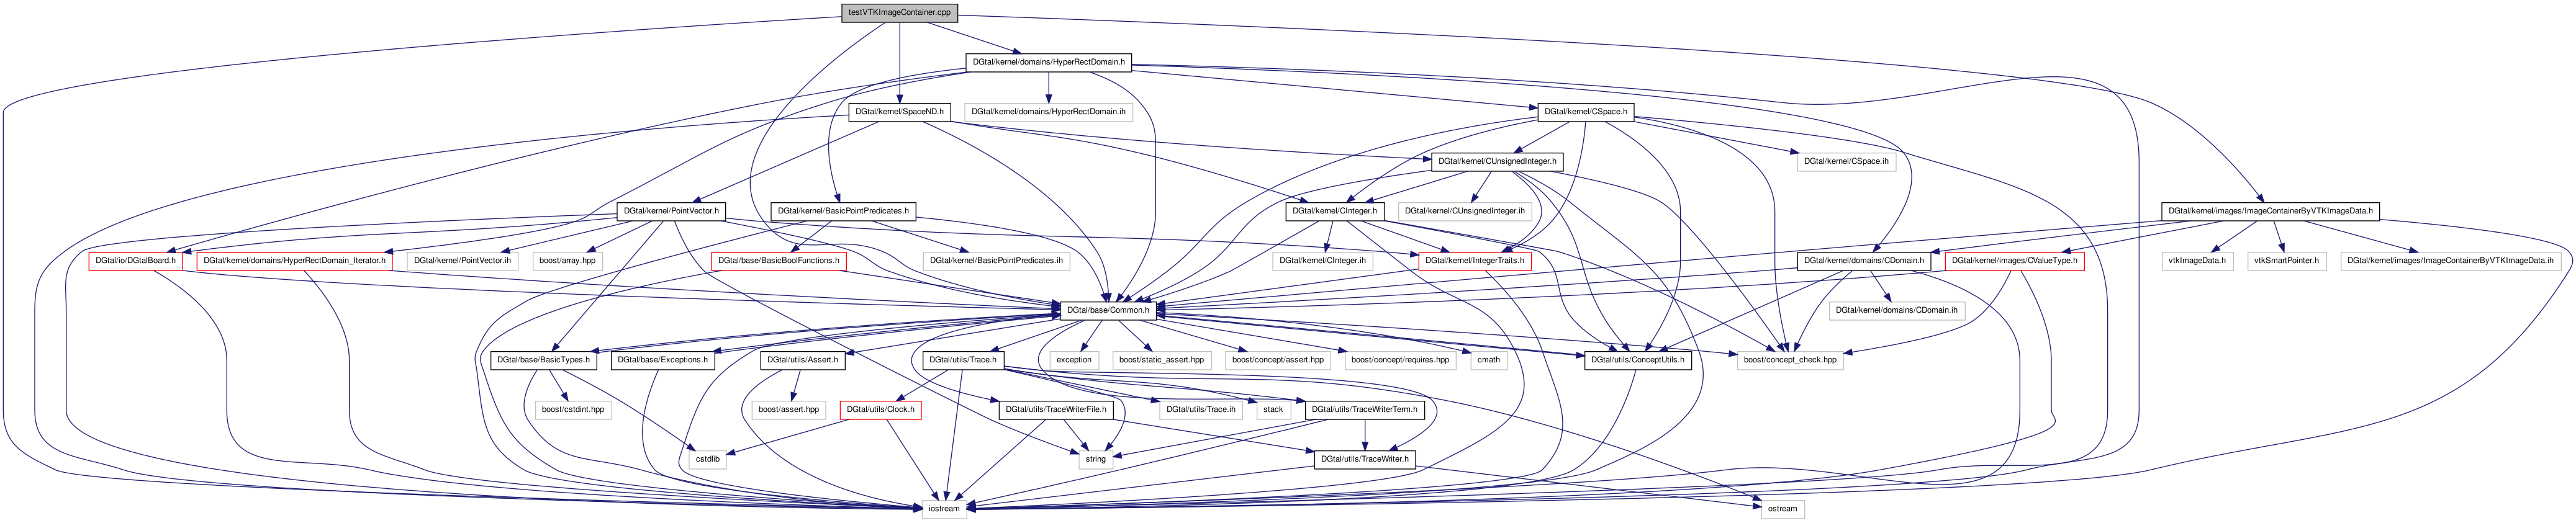 testVTKImageContainer.cpp
DGtal/kernel/domains/HyperRectDomain.h
DGtal/kernel/SpaceND.h
DGtal/kernel/domains/HyperRectDomain.ih
DGtal/kernel/CSpace.h
DGtal/kernel/CUnsignedInteger.h
DGtal/kernel/CSpace.ih
DGtal/kernel/PointVector.h
DGtal/kernel/BasicPointPredicates.h
DGtal/kernel/CInteger.h
DGtal/kernel/CUnsignedInteger.ih
DGtal/kernel/images/ImageContainerByVTKImageData.h
DGtal/io/DGtalBoard.h
DGtal/kernel/domains/HyperRectDomain_Iterator.h
DGtal/kernel/PointVector.ih
boost/array.hpp
DGtal/base/BasicBoolFunctions.h
DGtal/kernel/BasicPointPredicates.ih
DGtal/kernel/CInteger.ih
DGtal/kernel/IntegerTraits.h
DGtal/kernel/domains/CDomain.h
DGtal/kernel/images/CValueType.h
vtkImageData.h
vtkSmartPointer.h
DGtal/kernel/images/ImageContainerByVTKImageData.ih
DGtal/base/Common.h
DGtal/kernel/domains/CDomain.ih
DGtal/base/BasicTypes.h
DGtal/base/Exceptions.h
DGtal/utils/Assert.h
DGtal/utils/Trace.h
exception
boost/static_assert.hpp
boost/concept/assert.hpp
boost/concept/requires.hpp
cmath
DGtal/utils/ConceptUtils.h
boost/concept_check.hpp
boost/cstdint.hpp
boost/assert.hpp
DGtal/utils/Clock.h
DGtal/utils/TraceWriterFile.h
DGtal/utils/Trace.ih
stack
DGtal/utils/TraceWriterTerm.h
cstdlib
string
DGtal/utils/TraceWriter.h
iostream
ostream